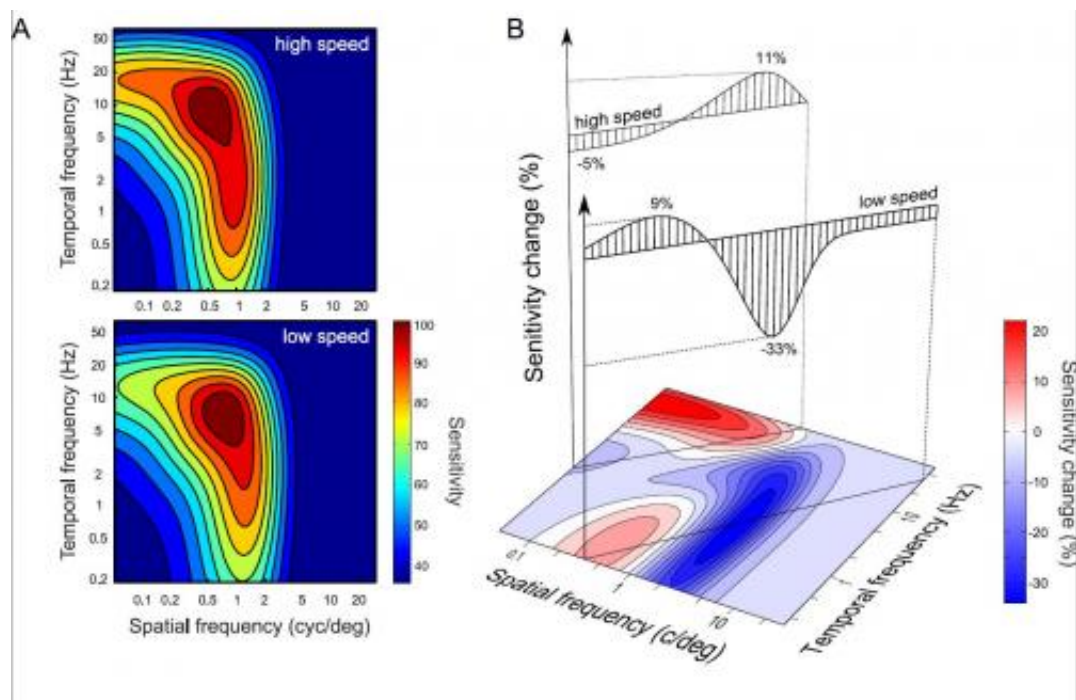 A
high speed
Temporal frequency (Hz)
50
20
10
5
2
1
0.5
0.2
0.1 0.2 0.5 1 2 5 10 20
low speed
Temporal frequency (Hz)
50
20
10
5
2
1
0.5
0.2
0.1 0.2 0.5 1 2 5 10 20
Spatial frequency (cyc/deg)
100
90
80
70
60
50
40
Sensitivity
B
Senitivity change (%)
11%
high speed
-5%
9%
low speed
-33%
0.1
1
10
Spatial frequency (c/deg)
1
10
Temporal frequency (Hz)
20
10
0
-10
-20
-30
Sensitivity change (%)